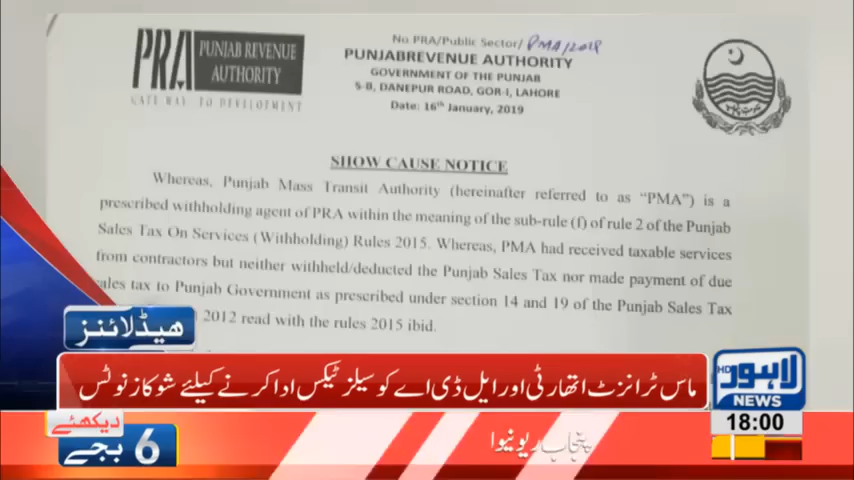 PRA PUNJAB REVENUE AUTHORITY
GATE WAY TO DEVELOPMENT
No PRA/Public Sector/ PMA/2018
PUNJABREVENUE AUTHORITY
GOVERNMENT OF THE PUNJAB
5-B, DANEPUR ROAD, GOR-I, LAHORE
Date: 16th January, 2019
SHOW CAUSE NOTICE
Whereas, Punjab Mass Transit Authority (hereinafter referred to as "PMA") is a
prescribed withholding agent of PRA within the meaning of the sub-rule (f) of rule 2 of the Punjab
Sales Tax On Services (Withholding) Rules 2015. Whereas, PMA had received taxable services
from contractors but neither withheld/deducted the Punjab Sales Tax nor made payment of due
sales tax to Punjab Government as prescribed under section 14 and 19 of the Punjab Sales Tax
2012 read with the rules 2015 ibid.
ہیڈلائنز
ماس ٹرانزٹ اتھارٹی اور ایل ڈی اے کو سیلز ٹیکس ادا کرنے کیلئے شوکاز نوٹس
لاہور HD
NEWS
18:00
دیکھئے
6 بجے
پنجاب ریونیوا